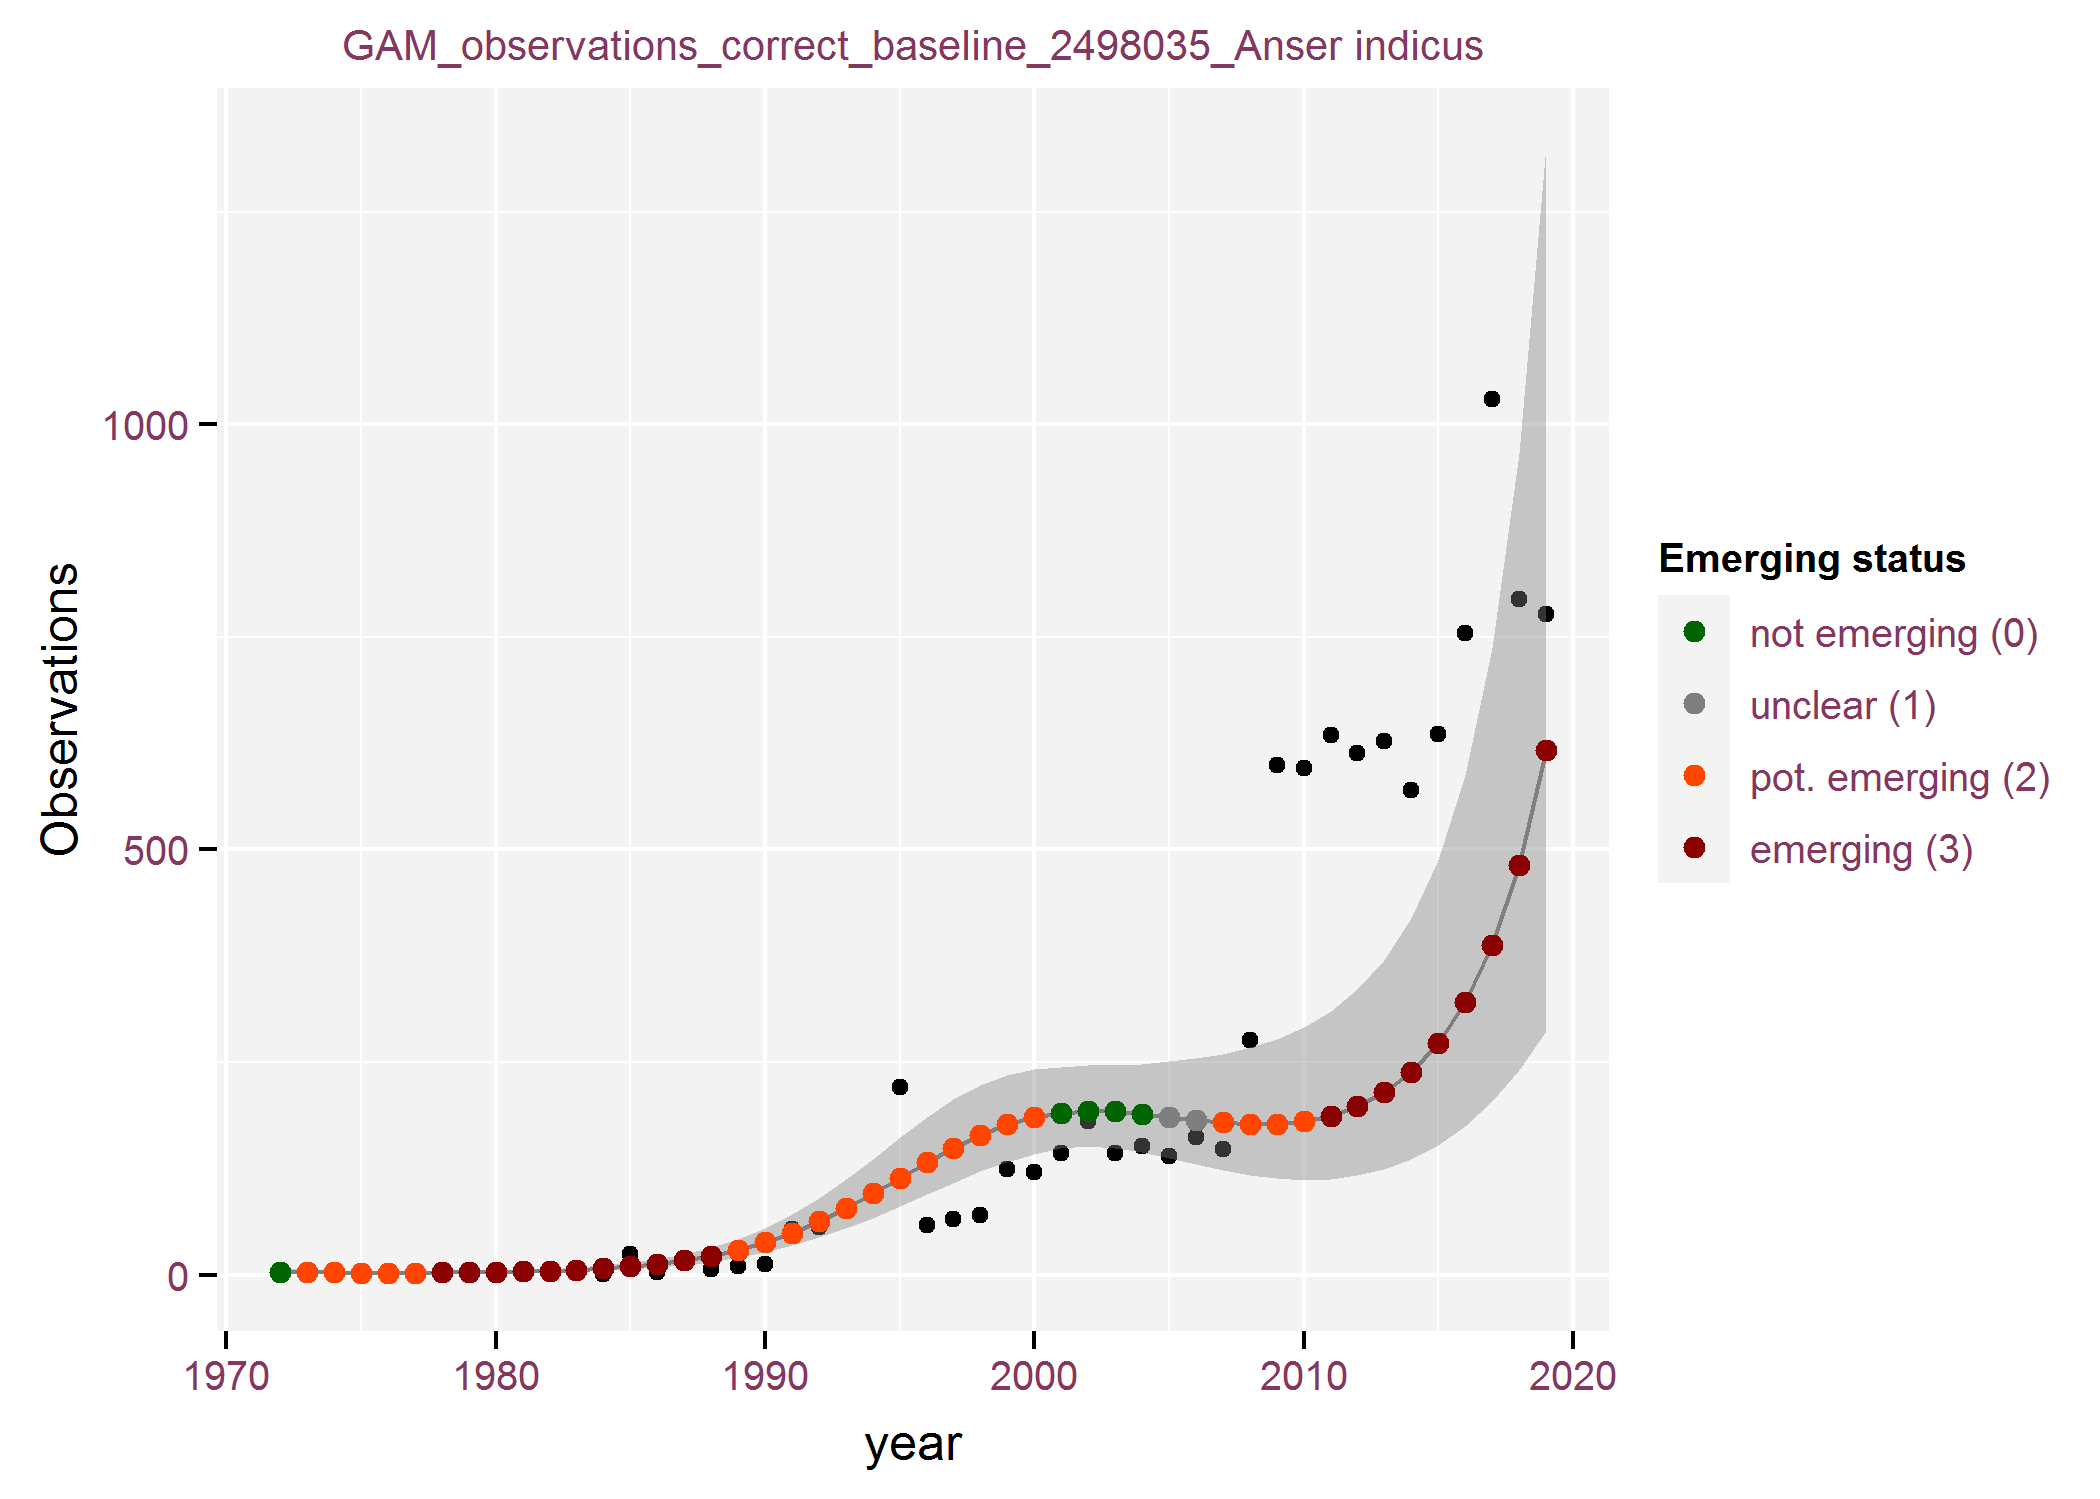 GAM_observations_correct_baseline_2498035_Anser indicus
Observations
1000
500
0
1970 1980 1990 2000 2010 2020
year
Emerging status
not emerging (0)
unclear (1)
pot. emerging (2)
emerging (3)